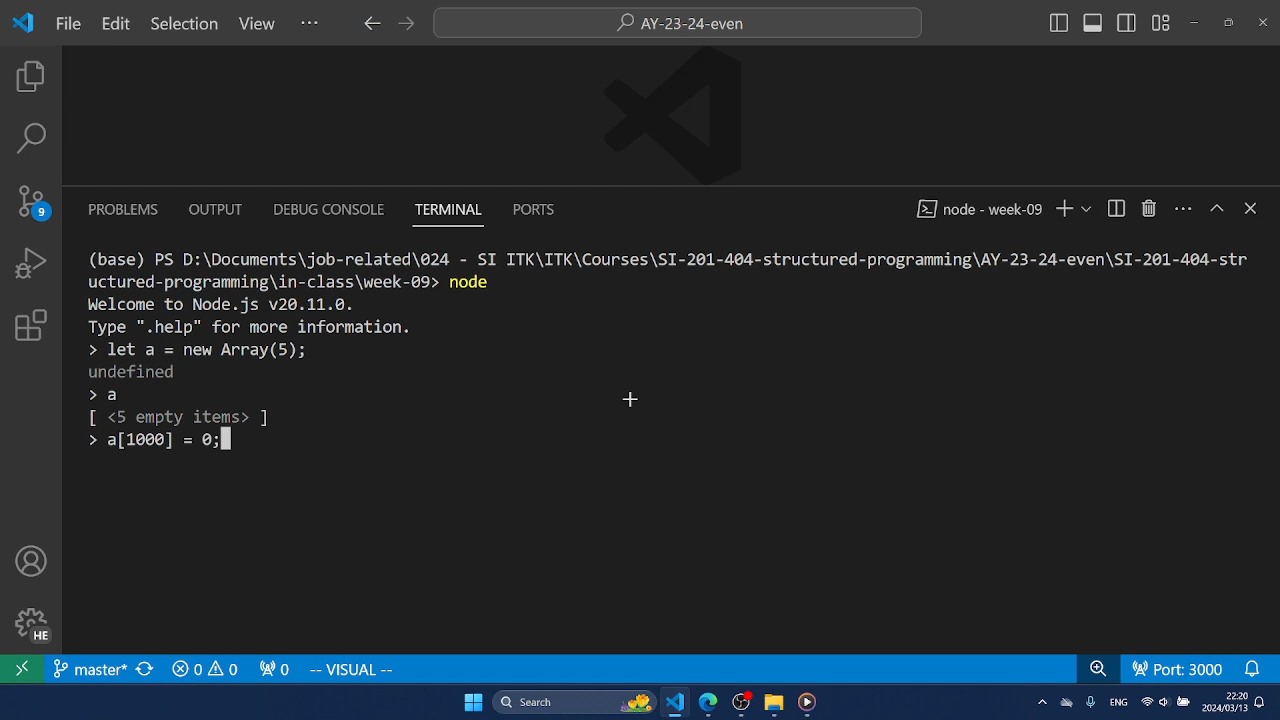 File Edit Selection View ··· AY-23-24-even
PROBLEMS OUTPUT DEBUG CONSOLE TERMINAL PORTS node - week-09
(base) PS D:\Documents\job-related\024 - SI ITK\ITK\Courses\SI-201-404-structured-programming\AY-23-24-even\SI-201-404-str
uctured-programming\in-class\week-09> node
Welcome to Node.js v20.11.0.
Type ".help" for more information.
> let a = new Array(5);
undefined
> a
[ <5 empty items> ]
> a[1000] = 0;
9
HE
master* 0 0 0 -- VISUAL -- Port: 3000
Search ENG 22:20
2024/03/13